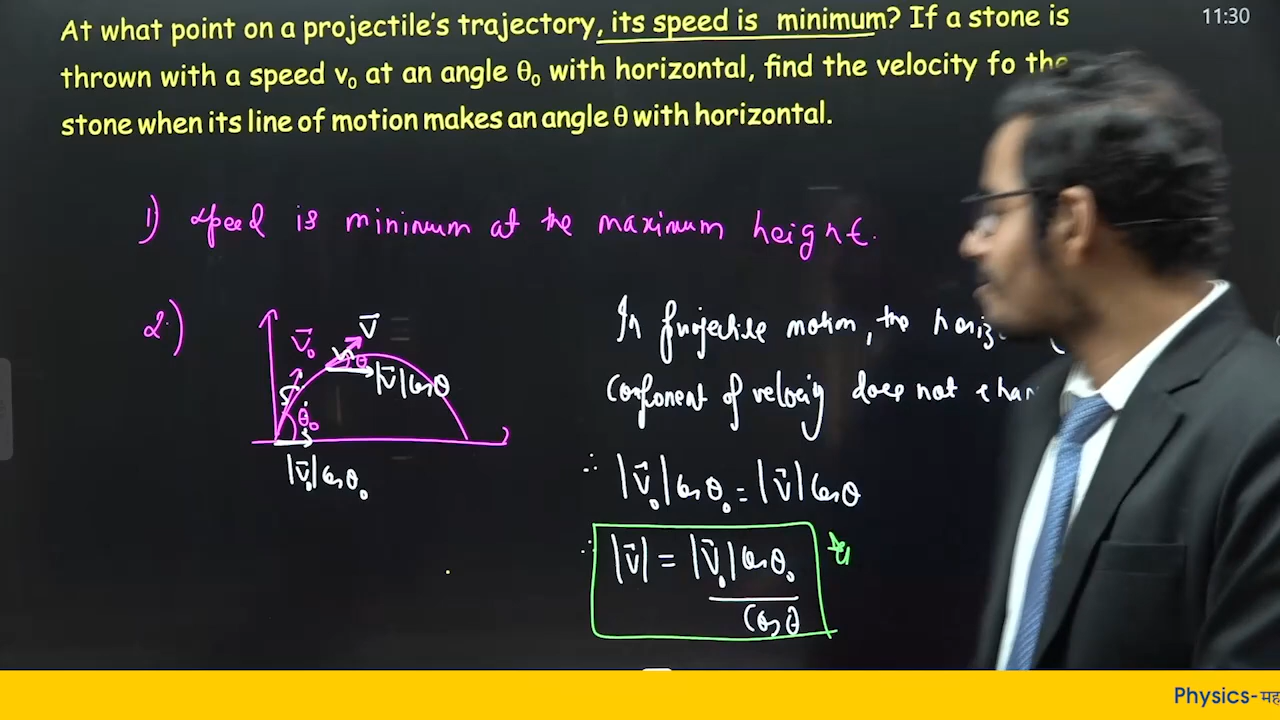 At what point on a projectile's trajectory, its speed is minimum? If a stone is
11:30
thrown with a speed v₀ at an angle θ₀ with horizontal, find the velocity fo the
stone when its line of motion makes an angle θ with horizontal.
1) speed is minimum at the maximum height.
2)
V⃗₀
V⃗
θ
|V⃗|cosθ
θ₀
|V⃗₀|cosθ₀
In projectile motion, the
component of velocity does not
∴ |V⃗₀|cosθ₀ = |V⃗|cosθ
∴ |V⃗| = |V⃗₀|cosθ₀
cosθ
Physics-मह